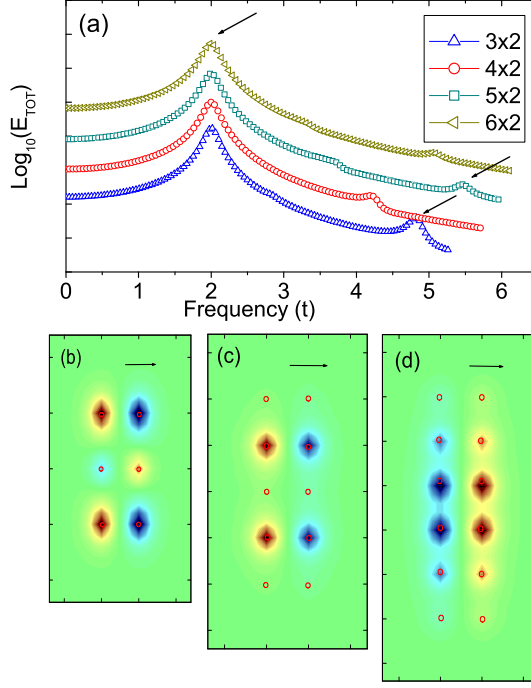 (a)
3x2
4x2
5x2
6x2
Log10(ETOT)
0 1 2 3 4 5 6
Frequency (t)
(b)
(c)
(d)